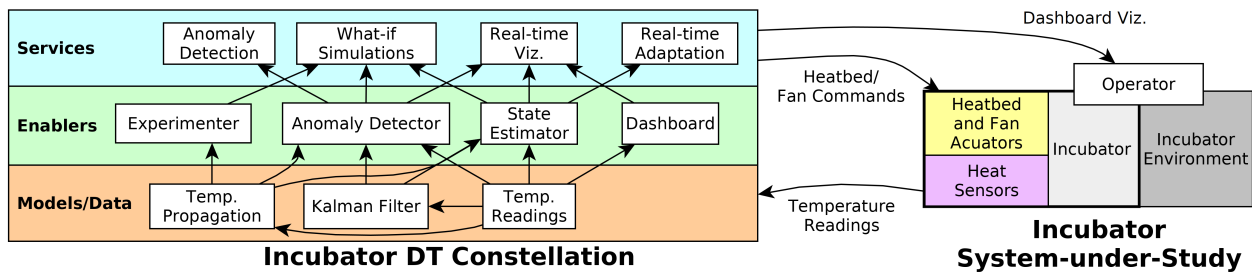 Services
Anomaly
Detection
What-if
Simulations
Real-time
Viz.
Real-time
Adaptation
Enablers
Experimenter
Anomaly Detector
State
Estimator
Dashboard
Models/Data
Temp.
Propagation
Kalman Filter
Temp.
Readings
Incubator DT Constellation
Dashboard Viz.
Heatbed/
Fan Commands
Temperature
Readings
Operator
Heatbed
and Fan
Acuators
Heat
Sensors
Incubator
Incubator
Environment
Incubator
System-under-Study